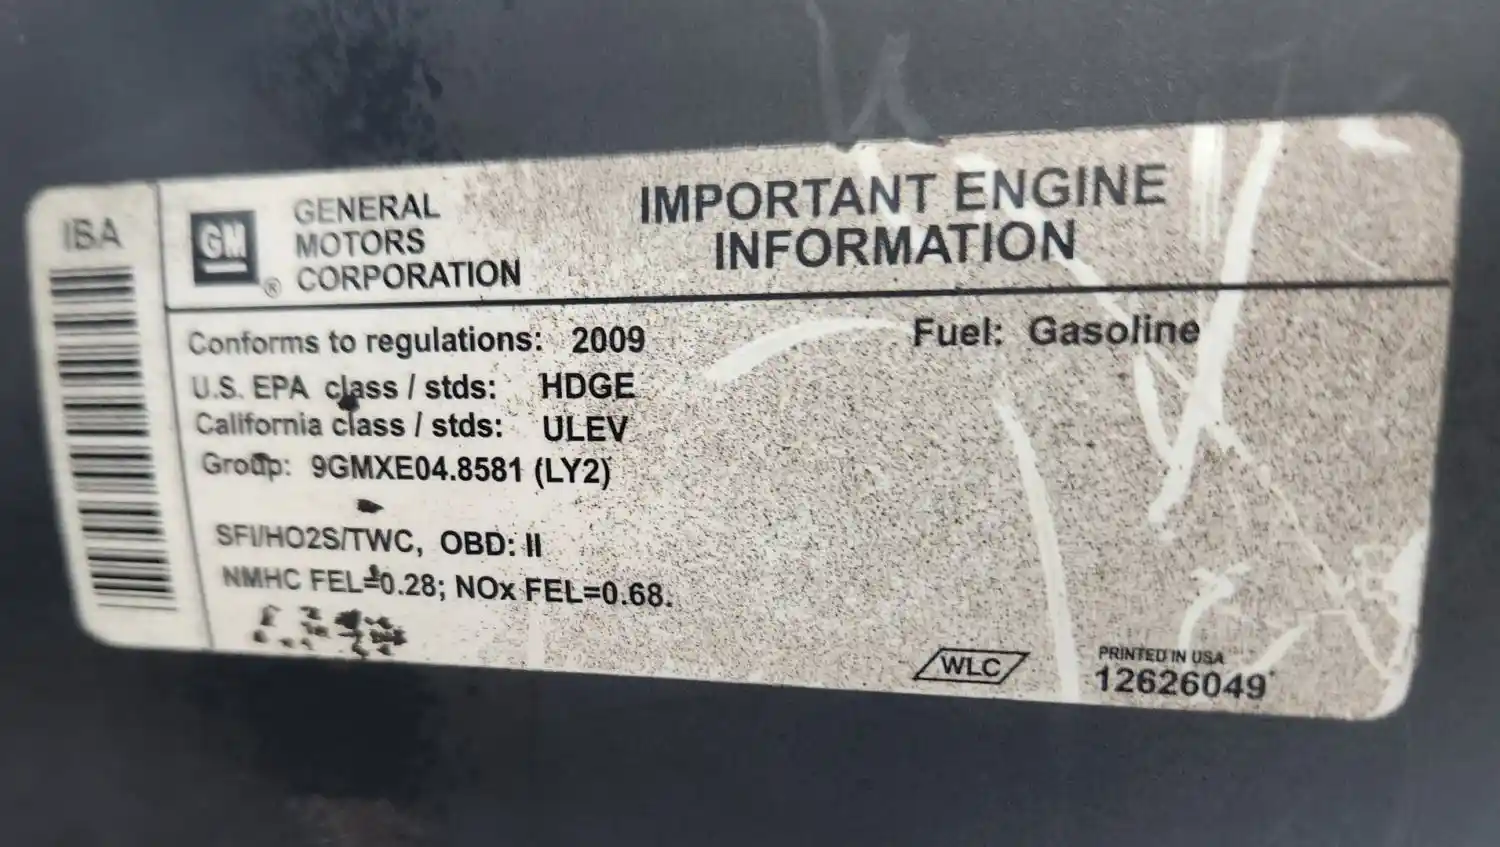 IBA
GM
®
GENERAL
MOTORS
CORPORATION
IMPORTANT ENGINE
INFORMATION
Conforms to regulations: 2009
Fuel: Gasoline
U.S. EPA class / stds: HDGE
California class / stds: ULEV
Group: 9GMXE04.8581 (LY2)
SFI/HO2S/TWC, OBD: II
NMHC FEL=0.28; NOx FEL=0.68.
WLC
PRINTED IN USA
12626049